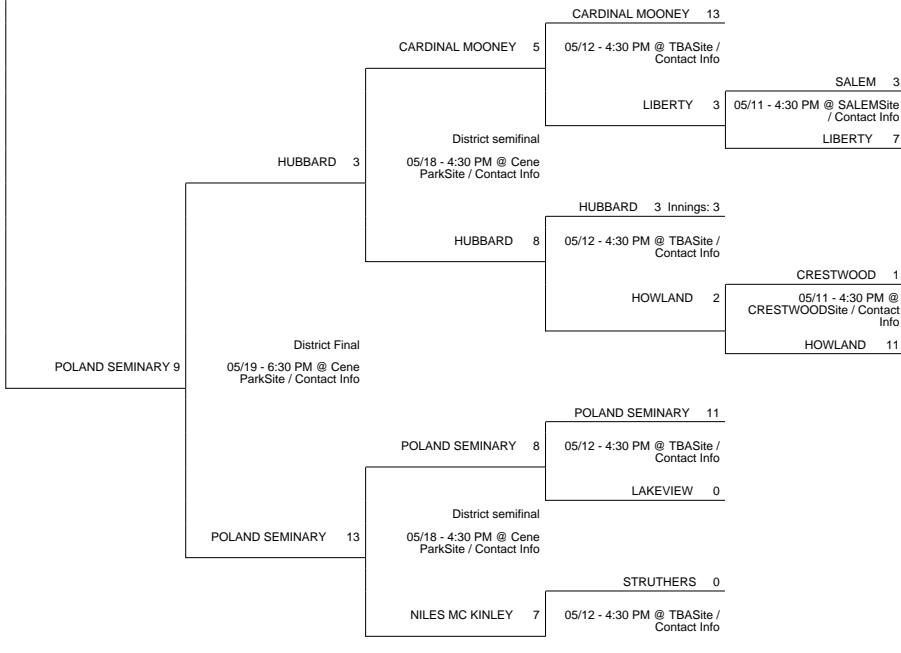 CARDINAL MOONEY 13
CARDINAL MOONEY 5
05/12 - 4:30 PM @ TBASite /
Contact Info
SALEM 3
LIBERTY 3
05/11 - 4:30 PM @ SALEMSite
/ Contact Info
LIBERTY 7
District semifinal
HUBBARD 3
05/18 - 4:30 PM @ Cene
ParkSite / Contact Info
HUBBARD 3 Innings: 3
HUBBARD 8
05/12 - 4:30 PM @ TBASite /
Contact Info
CRESTWOOD 1
HOWLAND 2
05/11 - 4:30 PM @
CRESTWOODSite / Contact
Info
HOWLAND 11
District Final
POLAND SEMINARY 9
05/19 - 6:30 PM @ Cene
ParkSite / Contact Info
POLAND SEMINARY 11
POLAND SEMINARY 8
05/12 - 4:30 PM @ TBASite /
Contact Info
LAKEVIEW 0
District semifinal
POLAND SEMINARY 13
05/18 - 4:30 PM @ Cene
ParkSite / Contact Info
STRUTHERS 0
NILES MC KINLEY 7
05/12 - 4:30 PM @ TBASite /
Contact Info